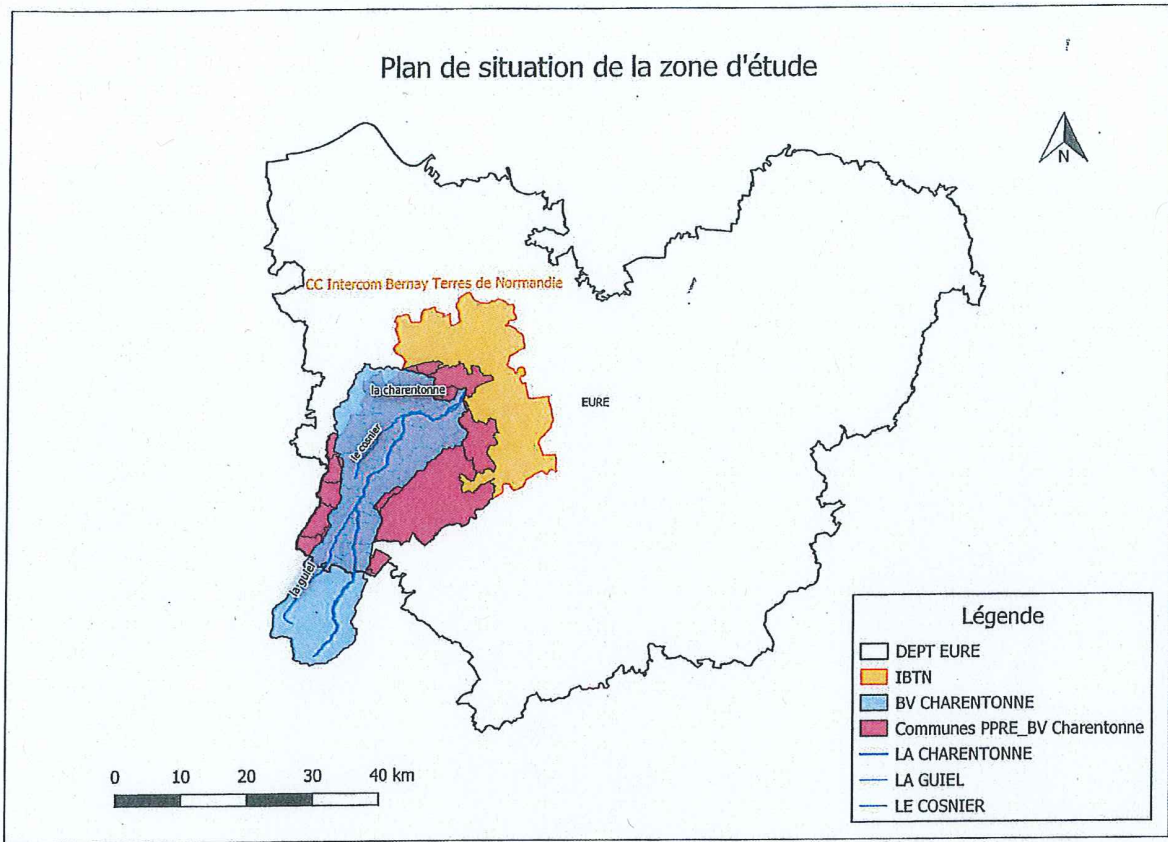 Plan de situation de la zone d'étude
N
CC Intercom Bernay Terres de Normandie
la charentonne
EURE
le cosnier
la guiel
Légende
DEPT EURE
IBTN
BV CHARENTONNE
Communes PPRE_BV Charentonne
LA CHARENTONNE
LA GUIEL
LE COSNIER
0 10 20 30 40 km